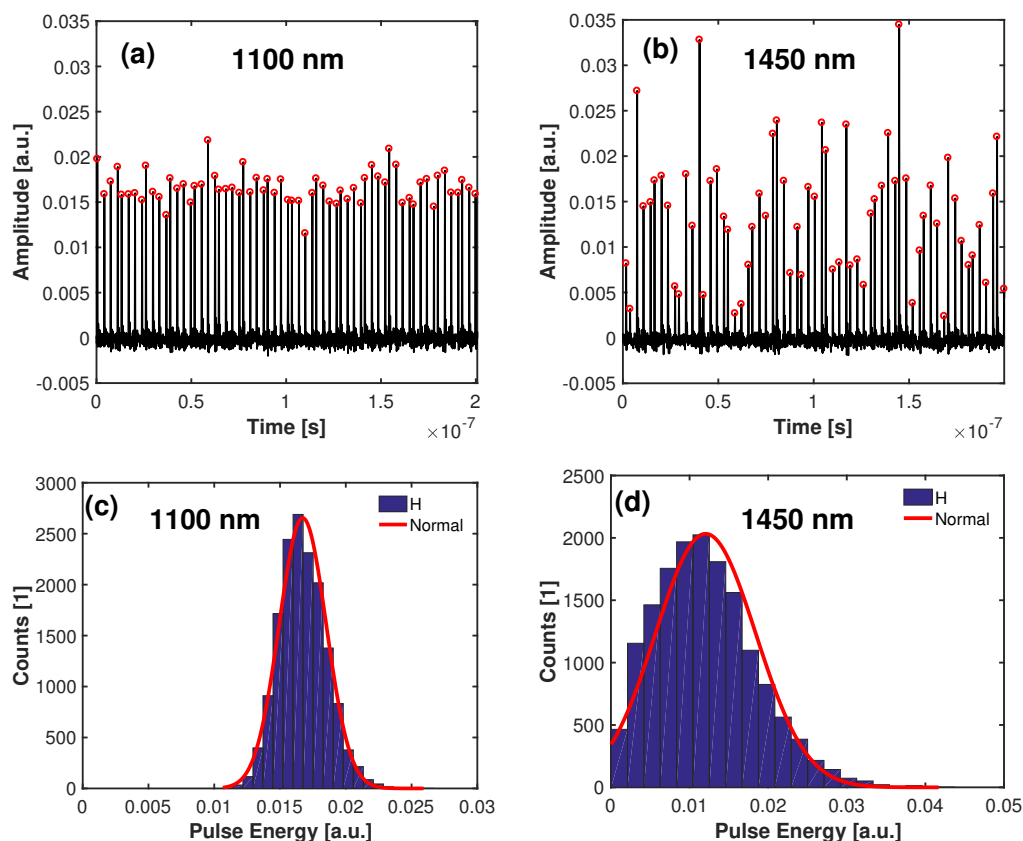 (a) 1100 nm
0.035
0.03
0.025
0.02
0.015
0.01
0.005
0
-0.005
Amplitude [a.u.]
0 0.5 1 1.5 2
Time [s] ×10-7
(b) 1450 nm
0.035
0.03
0.025
0.02
0.015
0.01
0.005
0
-0.005
Amplitude [a.u.]
0 0.5 1 1.5
Time [s] ×10-7
(c) 1100 nm
H
Normal
3000
2500
2000
1500
1000
500
0
Counts [1]
0 0.005 0.01 0.015 0.02 0.025 0.03
Pulse Energy [a.u.]
(d) 1450 nm
H
Normal
2500
2000
1500
1000
500
0
Counts [1]
0 0.01 0.02 0.03 0.04 0.05
Pulse Energy [a.u.]